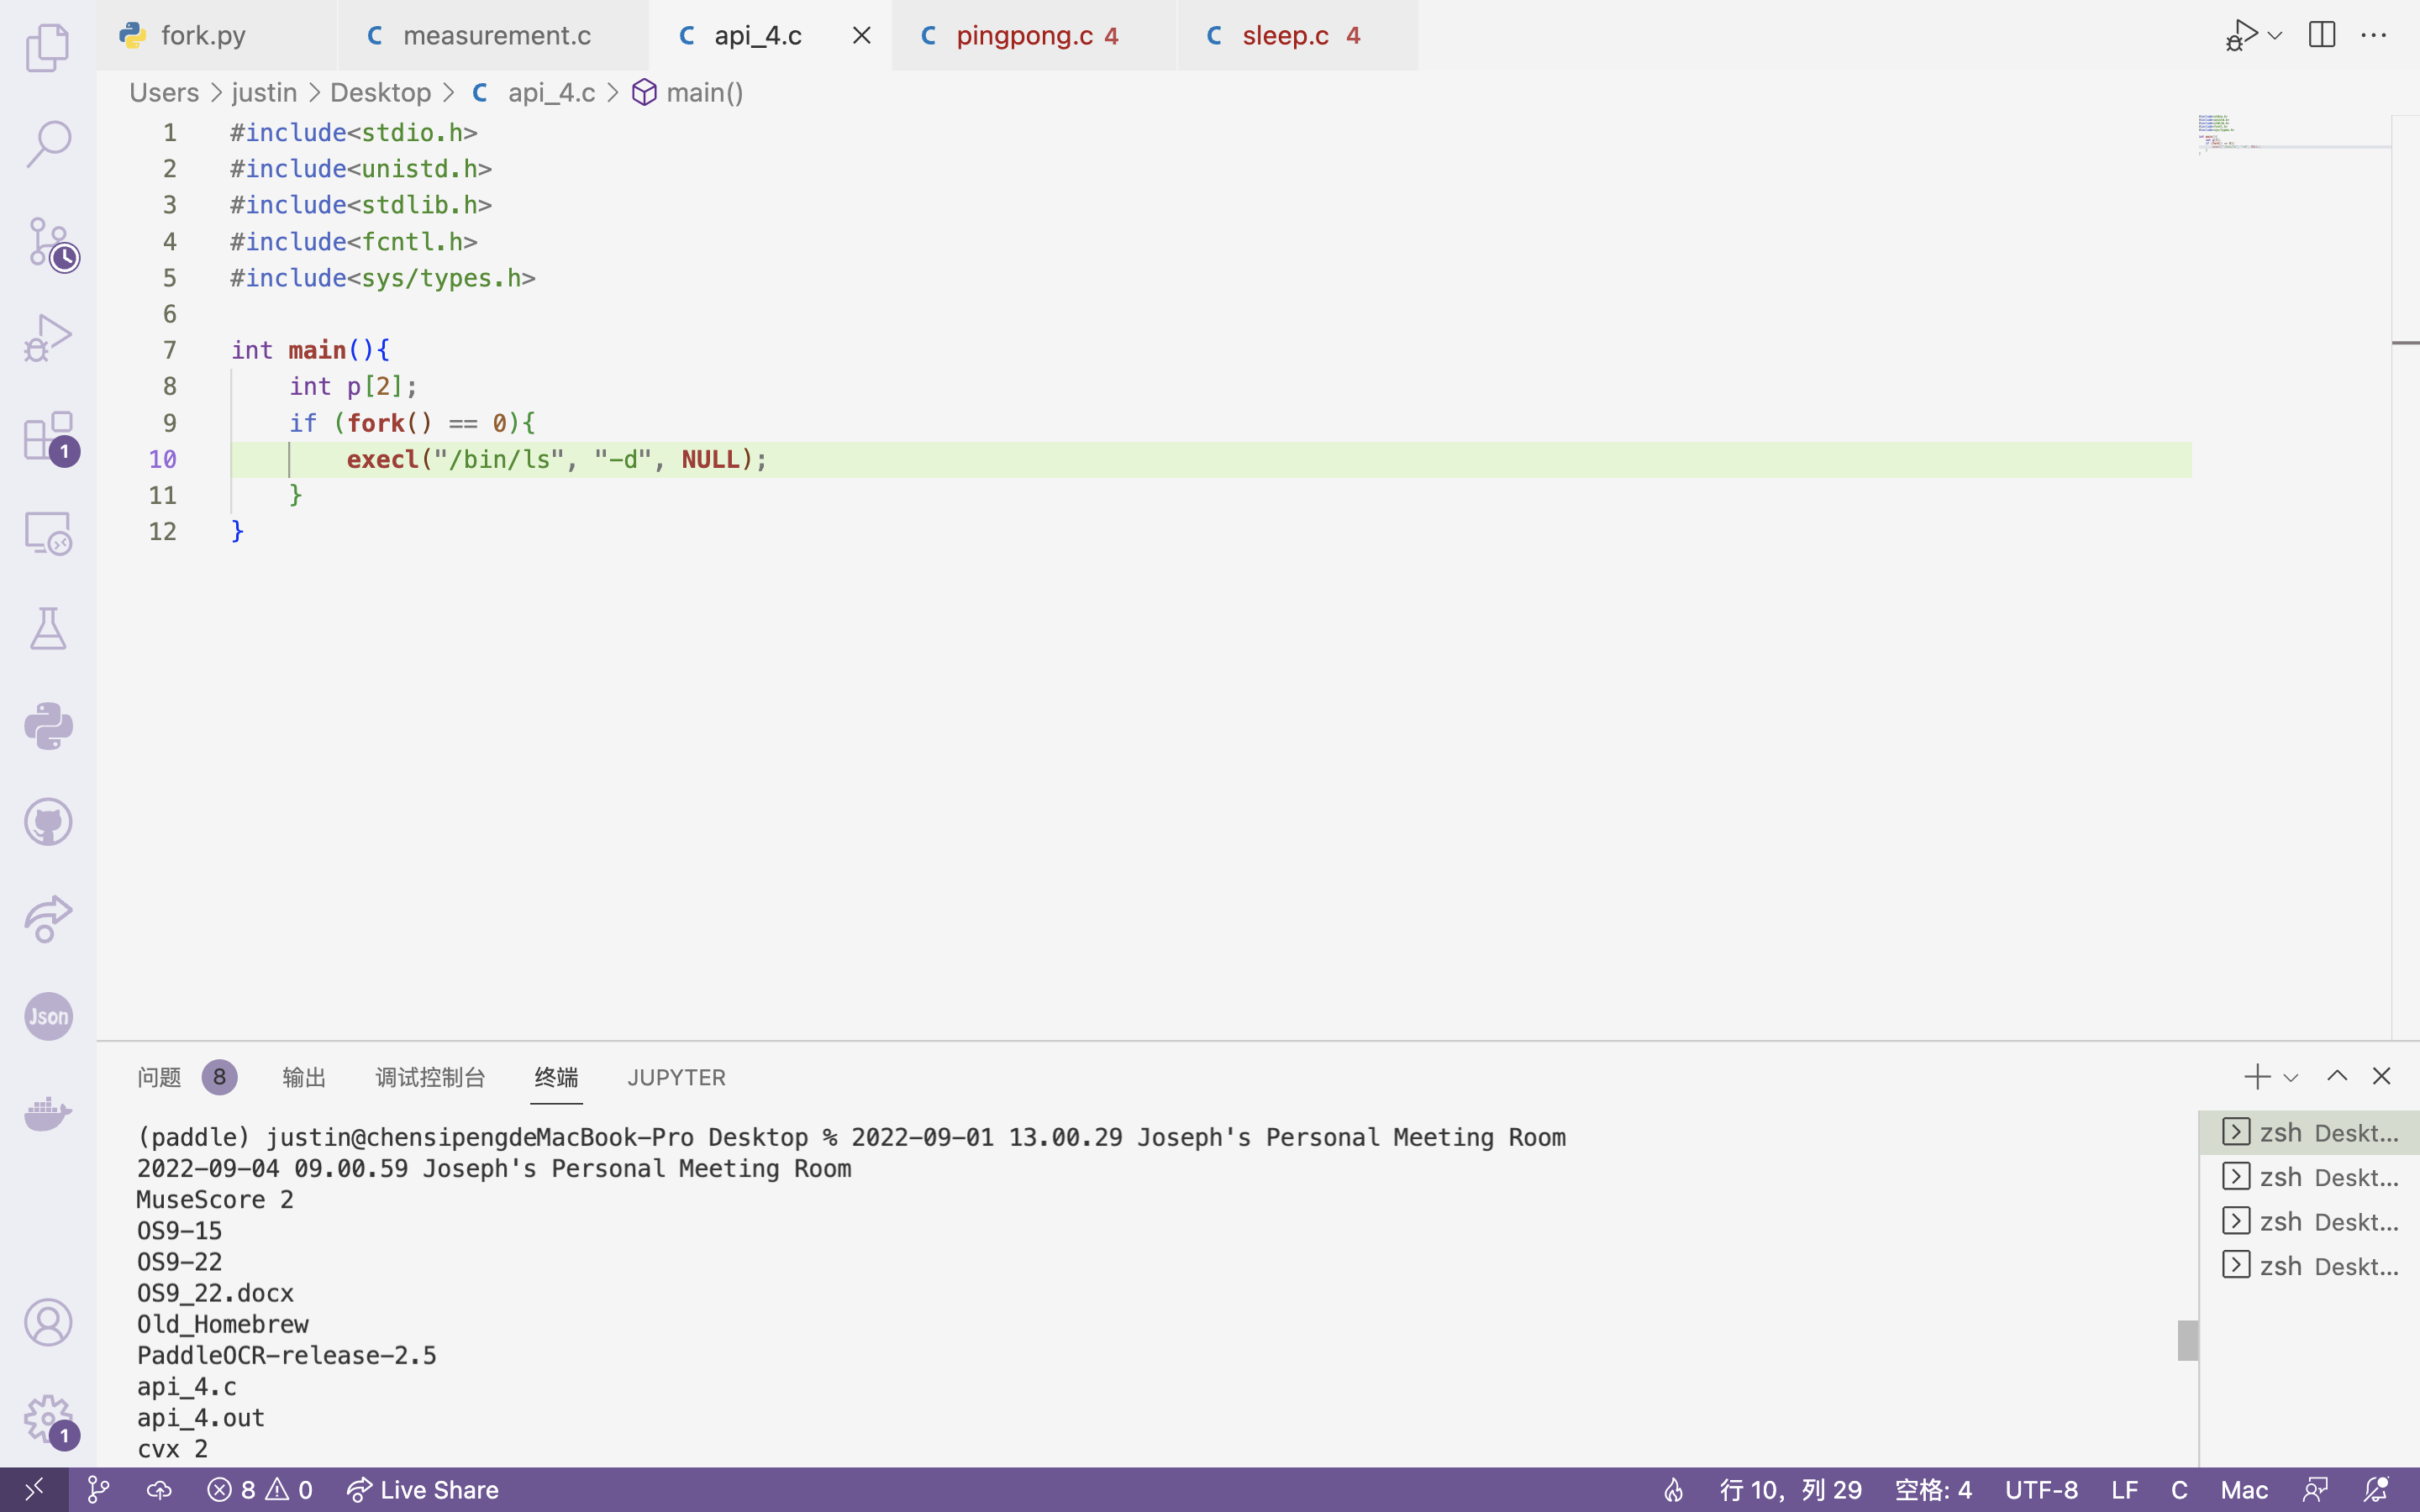 fork.py
measurement.c
api_4.c
pingpong.c 4
sleep.c 4
Users > justin > Desktop > C api_4.c > main()
1 #include<stdio.h>
2 #include<unistd.h>
3 #include<stdlib.h>
4 #include<fcntl.h>
5 #include<sys/types.h>
6
7 int main(){
8 int p[2];
9 if (fork() == 0){
10 execl("/bin/ls", "-d", NULL);
11 }
12 }
问题 8 输出 调试控制台 终端 JUPYTER
(paddle) justin@chensipengdeMacBook-Pro Desktop % 2022-09-01 13.00.29 Joseph's Personal Meeting Room
2022-09-04 09.00.59 Joseph's Personal Meeting Room
MuseScore 2
OS9-15
OS9-22
OS9_22.docx
Old_Homebrew
PaddleOCR-release-2.5
api_4.c
api_4.out
cvx 2
zsh Deskt...
zsh Deskt...
zsh Deskt...
zsh Deskt...
1
Json
1
8 0 Live Share 行 10，列 29 空格: 4 UTF-8 LF C Mac